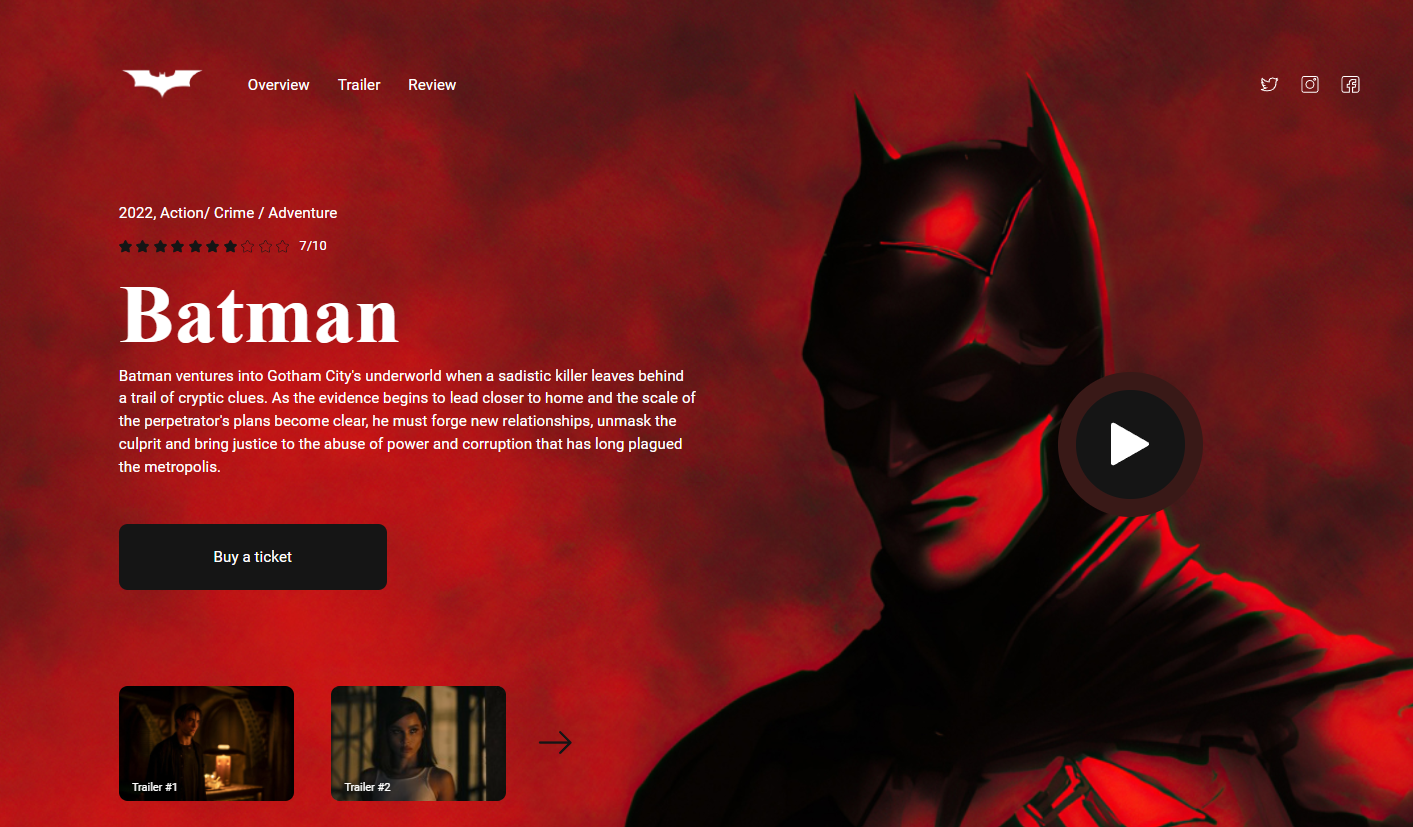 Overview Trailer Review
2022, Action/ Crime / Adventure
7/10
Batman
Batman ventures into Gotham City's underworld when a sadistic killer leaves behind
a trail of cryptic clues. As the evidence begins to lead closer to home and the scale of
the perpetrator's plans become clear, he must forge new relationships, unmask the
culprit and bring justice to the abuse of power and corruption that has long plagued
the metropolis.
Buy a ticket
Trailer #1
Trailer #2